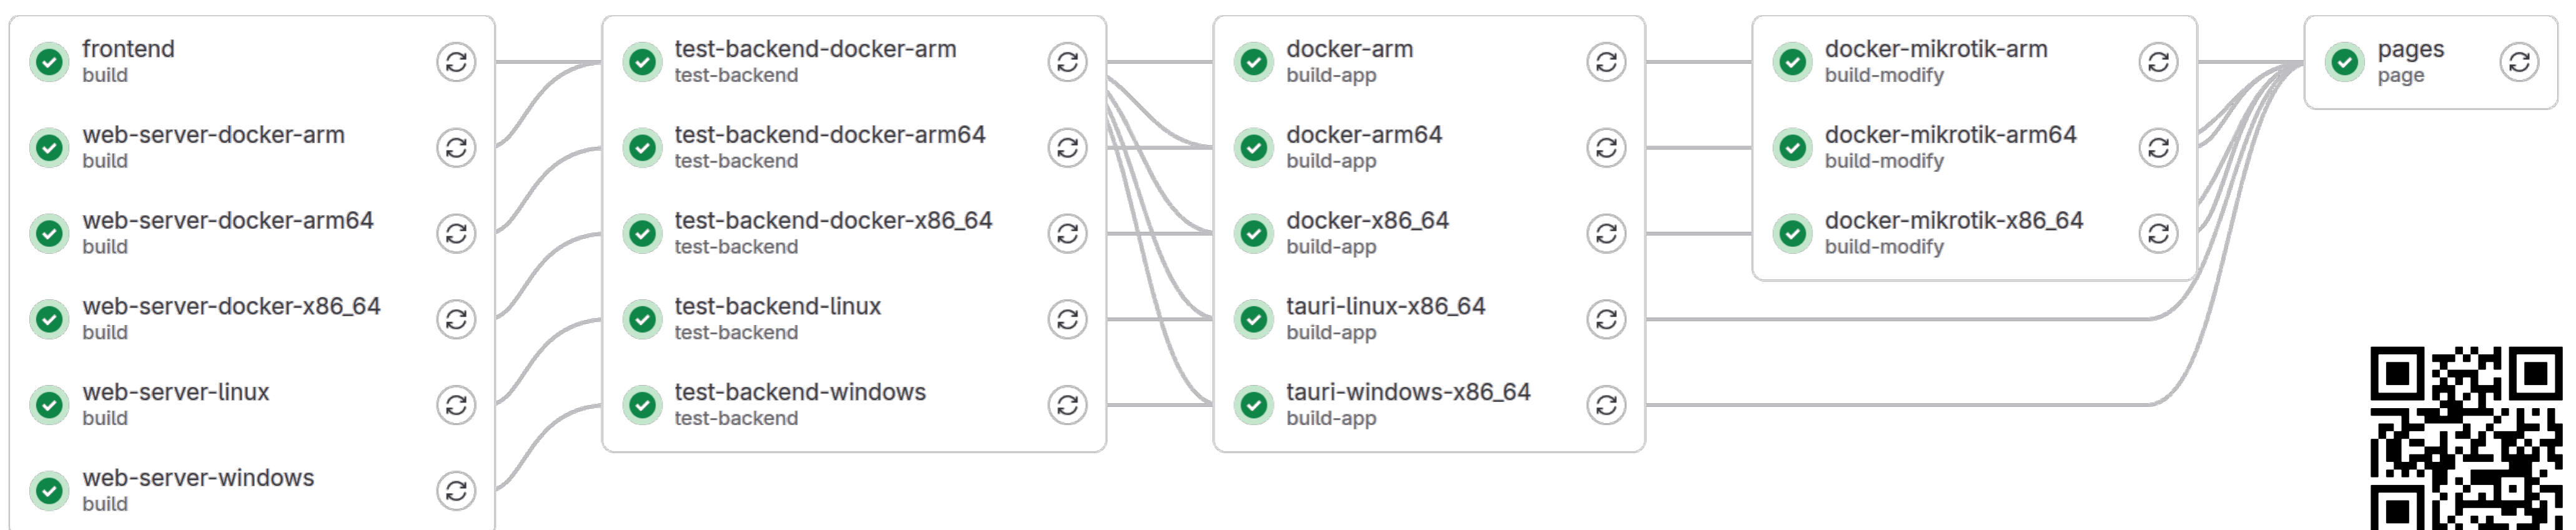 frontend
build
web-server-docker-arm
build
web-server-docker-arm64
build
web-server-docker-x86_64
build
web-server-linux
build
web-server-windows
build
test-backend-docker-arm
test-backend
test-backend-docker-arm64
test-backend
test-backend-docker-x86_64
test-backend
test-backend-linux
test-backend
test-backend-windows
test-backend
docker-arm
build-app
docker-arm64
build-app
docker-x86_64
build-app
tauri-linux-x86_64
build-app
tauri-windows-x86_64
build-app
docker-mikrotik-arm
build-modify
docker-mikrotik-arm64
build-modify
docker-mikrotik-x86_64
build-modify
pages
page